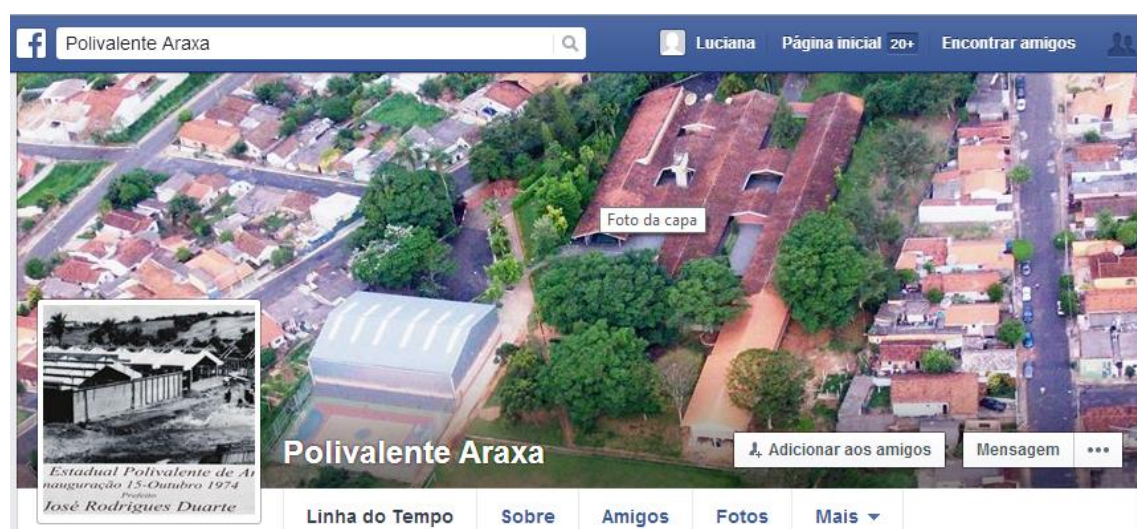 f Polivalente Araxa Luciana Página inicial 20+ Encontrar amigos
Foto da capa
Polivalente Araxa
Adicionar aos amigos Mensagem •••
Estadual Polivalente de Ar
nauguração 15-Outubro 1974
Prefeito
José Rodrigues Duarte
Linha do Tempo Sobre Amigos Fotos Mais